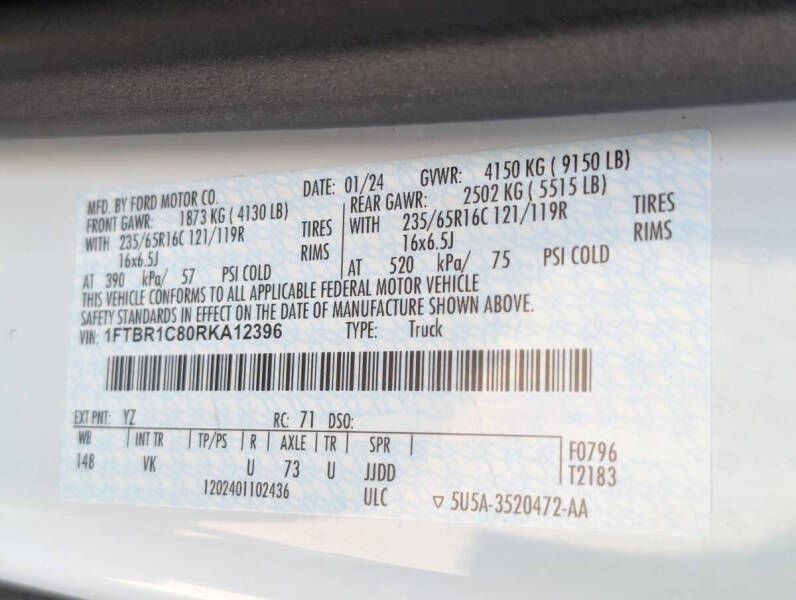 MFD. BY FORD MOTOR CO. DATE: 01/24 GVWR: 4150 KG ( 9150 LB)
FRONT GAWR: 1873 KG ( 4130 LB) REAR GAWR: 2502 KG ( 5515 LB)
WITH 235/65R16C 121/119R TIRES WITH 235/65R16C 121/119R TIRES
16x6.5J RIMS 16x6.5J RIMS
AT 390 kPa/ 57 PSI COLD AT 520 kPa/ 75 PSI COLD
THIS VEHICLE CONFORMS TO ALL APPLICABLE FEDERAL MOTOR VEHICLE
SAFETY STANDARDS IN EFFECT ON THE DATE OF MANUFACTURE SHOWN ABOVE.
VIN: 1FTBR1C80RKA12396 TYPE: Truck
EXT PNT: YZ RC: 71 DSO:
WB INT TR TP/PS R AXLE TR SPR F0796
148 VK U 73 U JJDD T2183
1202401102436 ULC ▽ 5U5A-3520472-AA